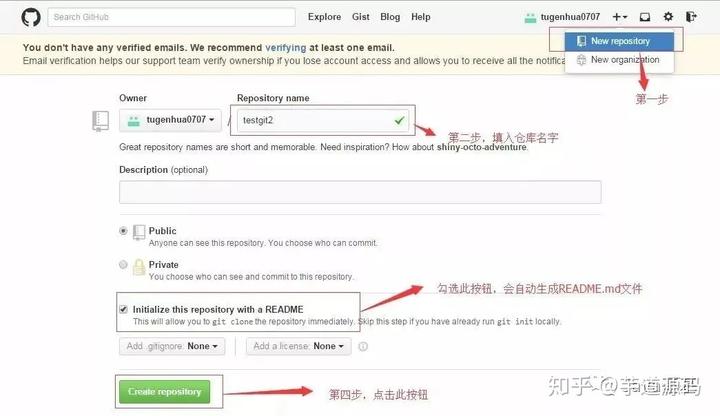 Search GitHub
Explore Gist Blog Help
tugenhua0707
You don't have any verified emails. We recommend verifying at least one email.
Email verification helps our support team verify ownership if you lose account access and allows you to receive all the notific
New repository
New organization
第一步
Owner
Repository name
tugenhua0707 / testgit2
第二步，填入仓库名字
Great repository names are short and memorable. Need inspiration? How about shiny-octo-adventure.
Description (optional)
Public
Anyone can see this repository. You choose who can commit.
Private
You choose who can see and commit to this repository.
勾选此按钮，会自动生成README.md文件
Initialize this repository with a README
This will allow you to git clone the repository immediately. Skip this step if you have already run git init locally.
Add .gitignore: None
Add a license: None
Create repository
第四步，点击此按钮
知乎 @芋道源码